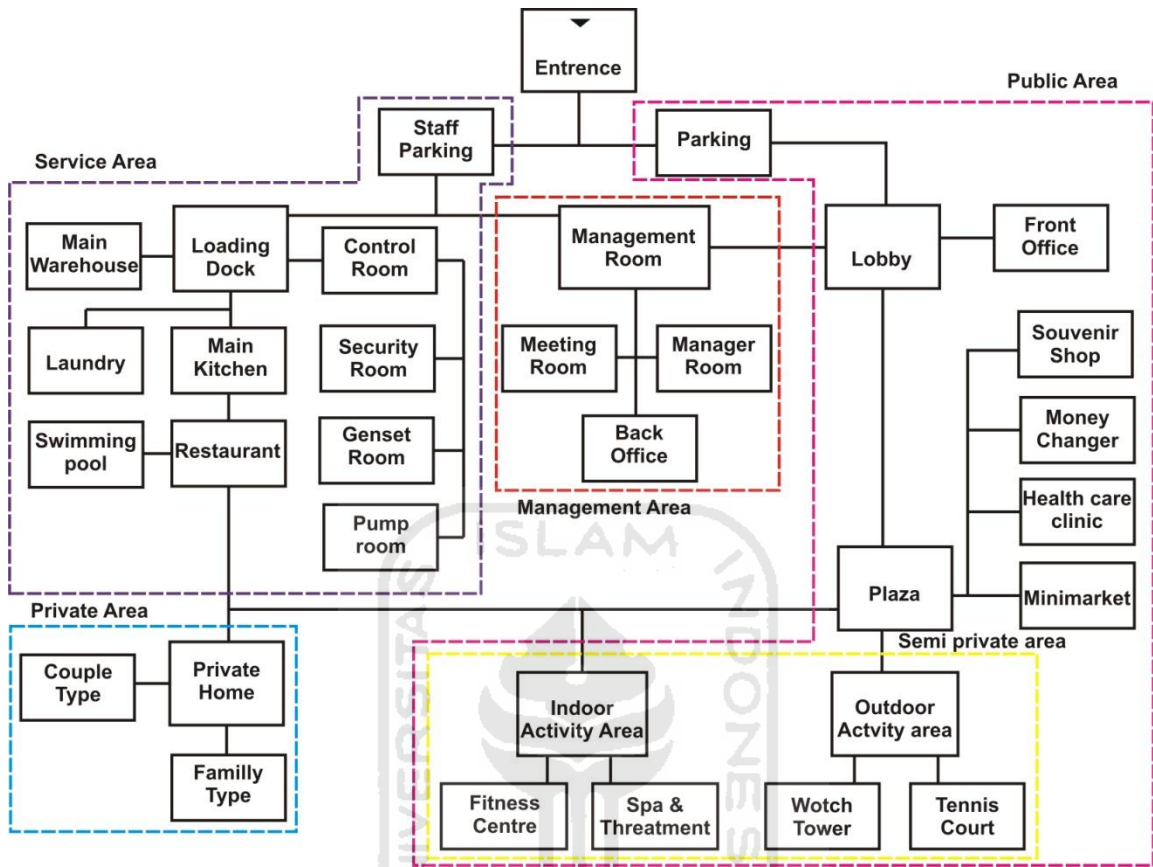 Entrence
Public Area
Staff
Parking
Parking
Service Area
Main
Warehouse
Loading
Dock
Control
Room
Management
Room
Lobby
Front
Office
Laundry
Main
Kitchen
Security
Room
Meeting
Room
Manager
Room
Souvenir
Shop
Swimming
pool
Restaurant
Genset
Room
Back
Office
Money
Changer
Management Area
Pump
room
Health care
clinic
Private Area
Plaza
Minimarket
Semi private area
Couple
Type
Private
Home
Indoor
Activity Area
Outdoor
Actvity area
Familly
Type
Fitness
Centre
Spa &
Threatment
Wotch
Tower
Tennis
Court
ISLAM
UNIVERSITAS
INDONES